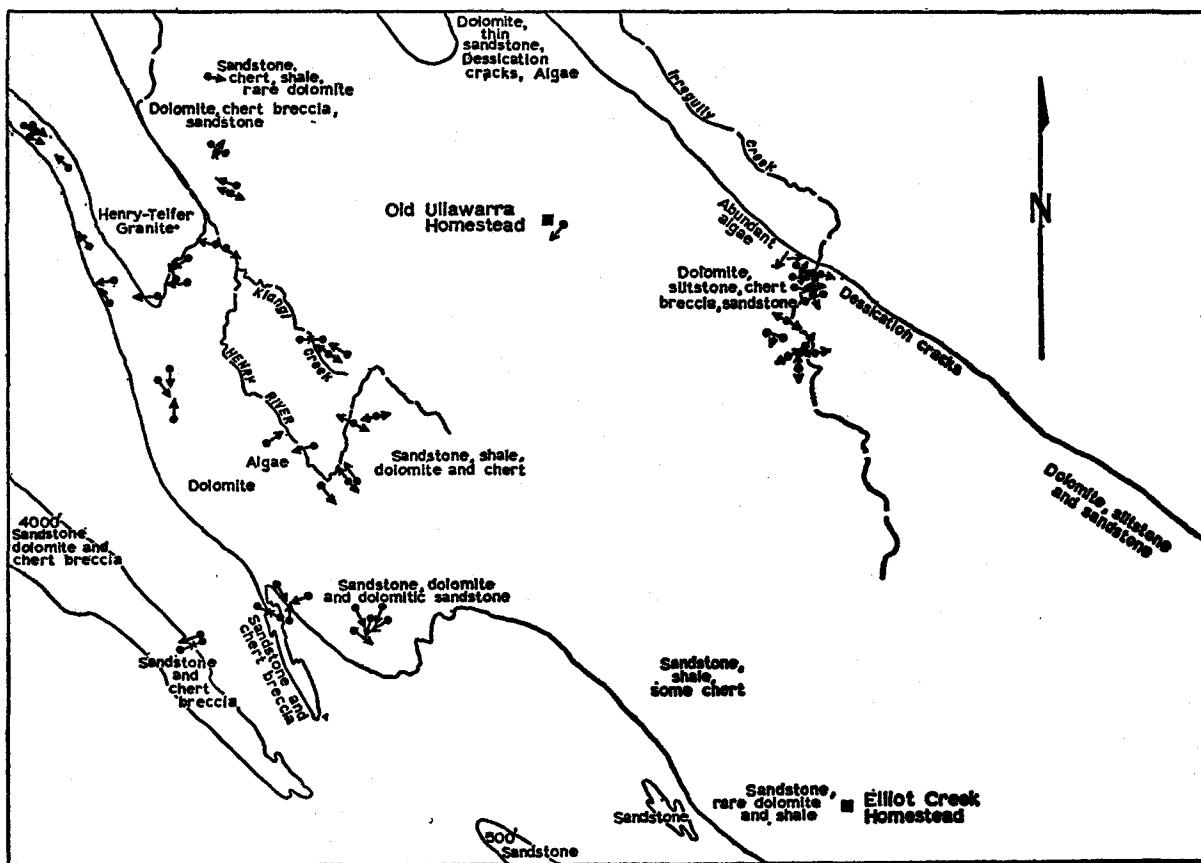 Dolomite,
thin
sandstone,
Dessication
cracks, Algae
Sandstone,
chert, shale,
rare dolomite
Dolomite, chert breccia,
sandstone
Irregully
Creek
N
Henry-Telfer
Granite
Old Ullawarra
Homestead
Abundant
algae
Dolomite,
siltstone, chert
breccia, sandstone
Dessication cracks
Kiangi
Creek
HENRY
RIVER
Algae
Dolomite
Sandstone, shale,
dolomite and chert
Dolomite, siltstone
and sandstone
4000'
Sandstone
dolomite and
chert breccia
Sandstone, dolomite
and dolomitic sandstone
Sandstone and
chert breccia
Sandstone
and
chert
breccia
Sandstone,
shale,
some chert
Sandstone
Sandstone,
rare dolomite
and shale
Elliot Creek
Homestead
500'
Sandstone